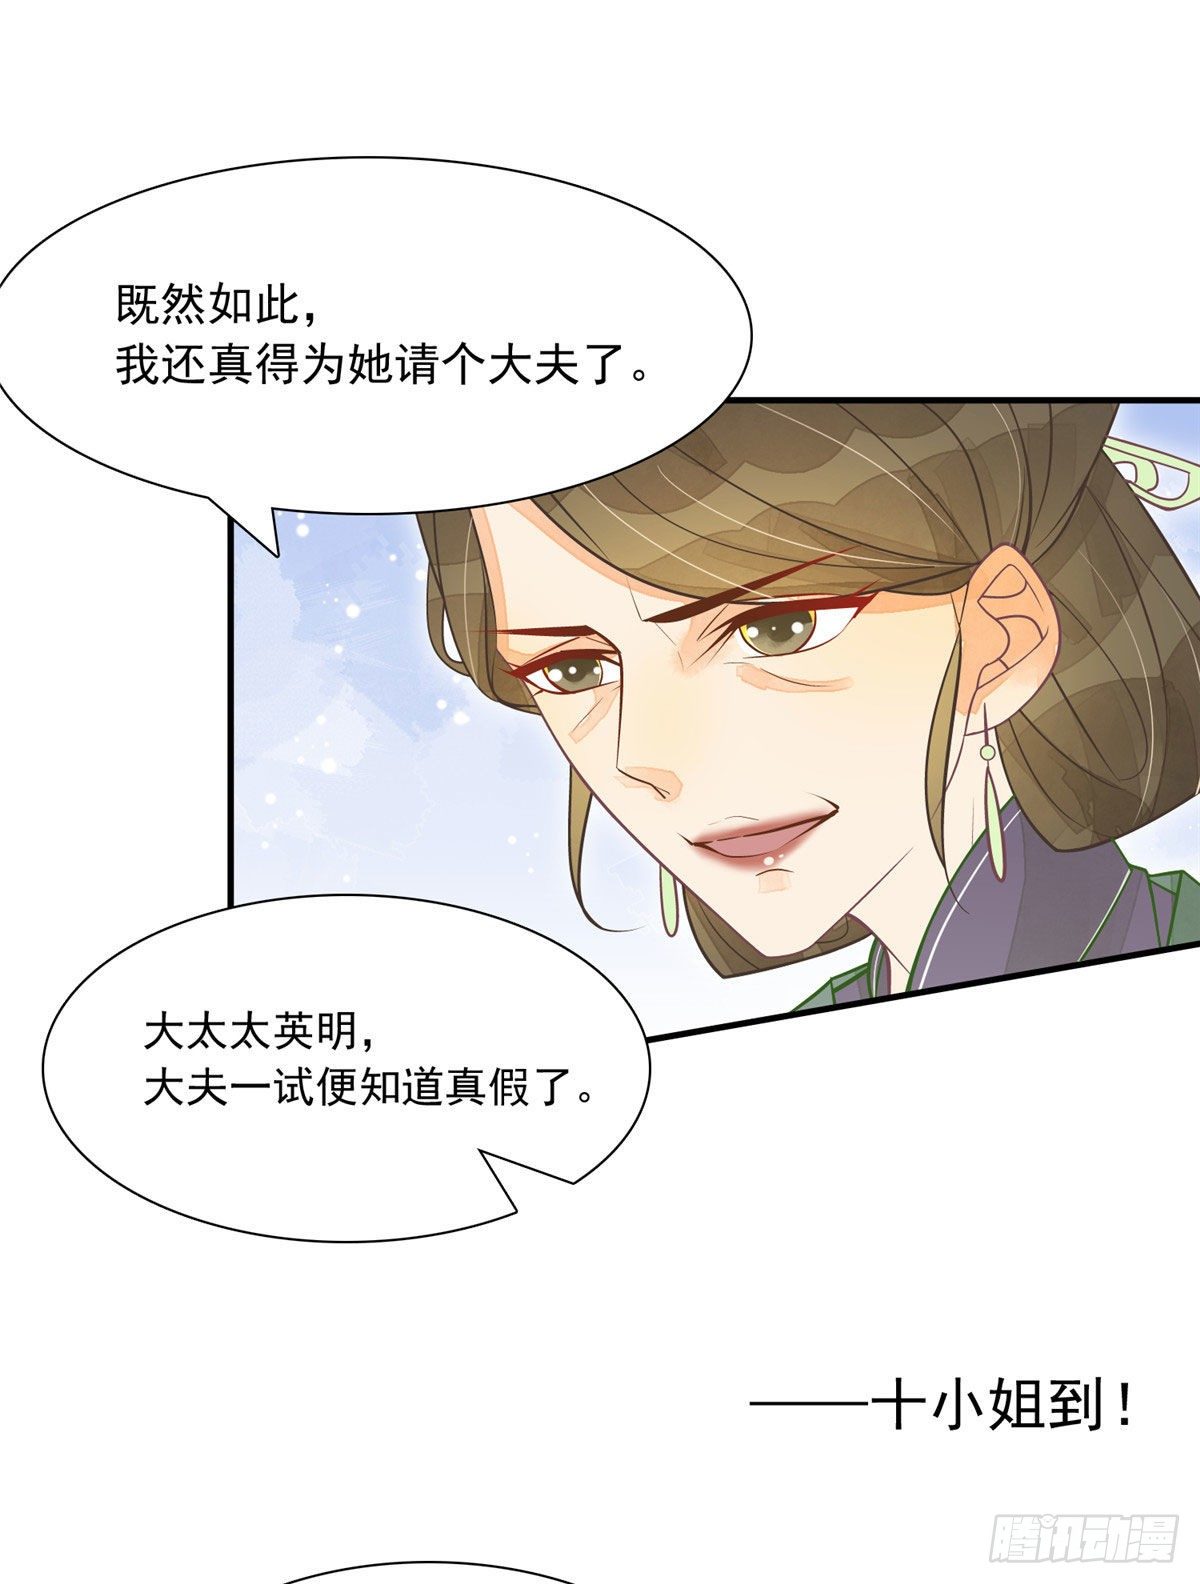 既然如此，
我还真得为她请个大夫了。
大太太英明，
大夫一试便知道真假了。
——十小姐到！
腾讯动漫